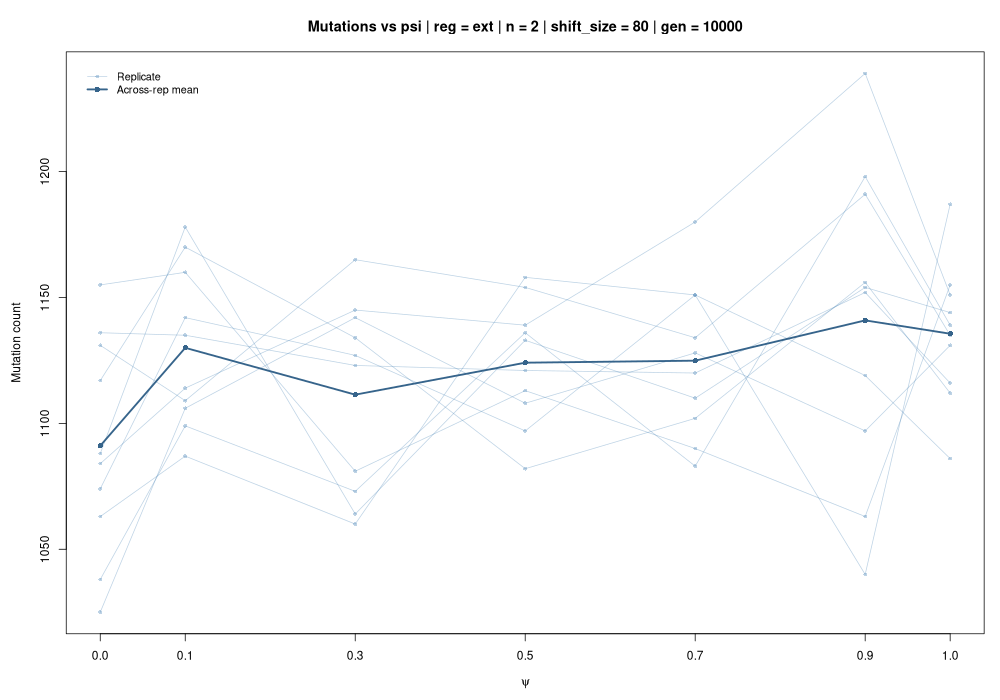 Mutations vs psi | reg = ext | n = 2 | shift_size = 80 | gen = 10000
Replicate
Across-rep mean
Mutation count
1200
1150
1100
1050
0.0 0.1 0.3 0.5 0.7 0.9 1.0
ψ